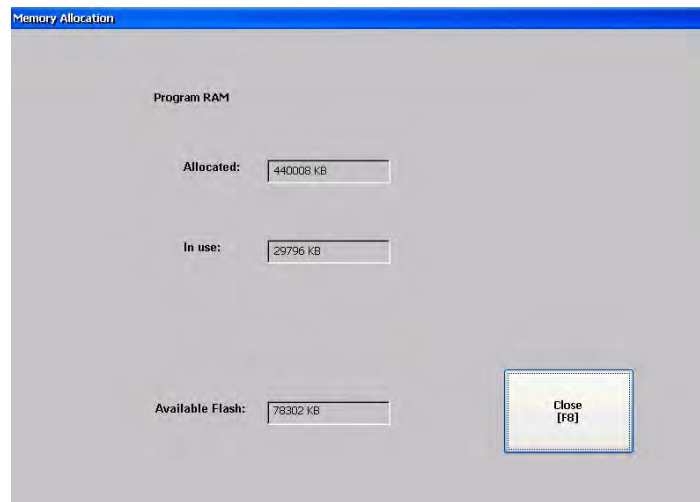 Memory Allocation
Program RAM
Allocated: 440008 KB
In use: 29796 KB
Available Flash: 78302 KB
Close
[F8]